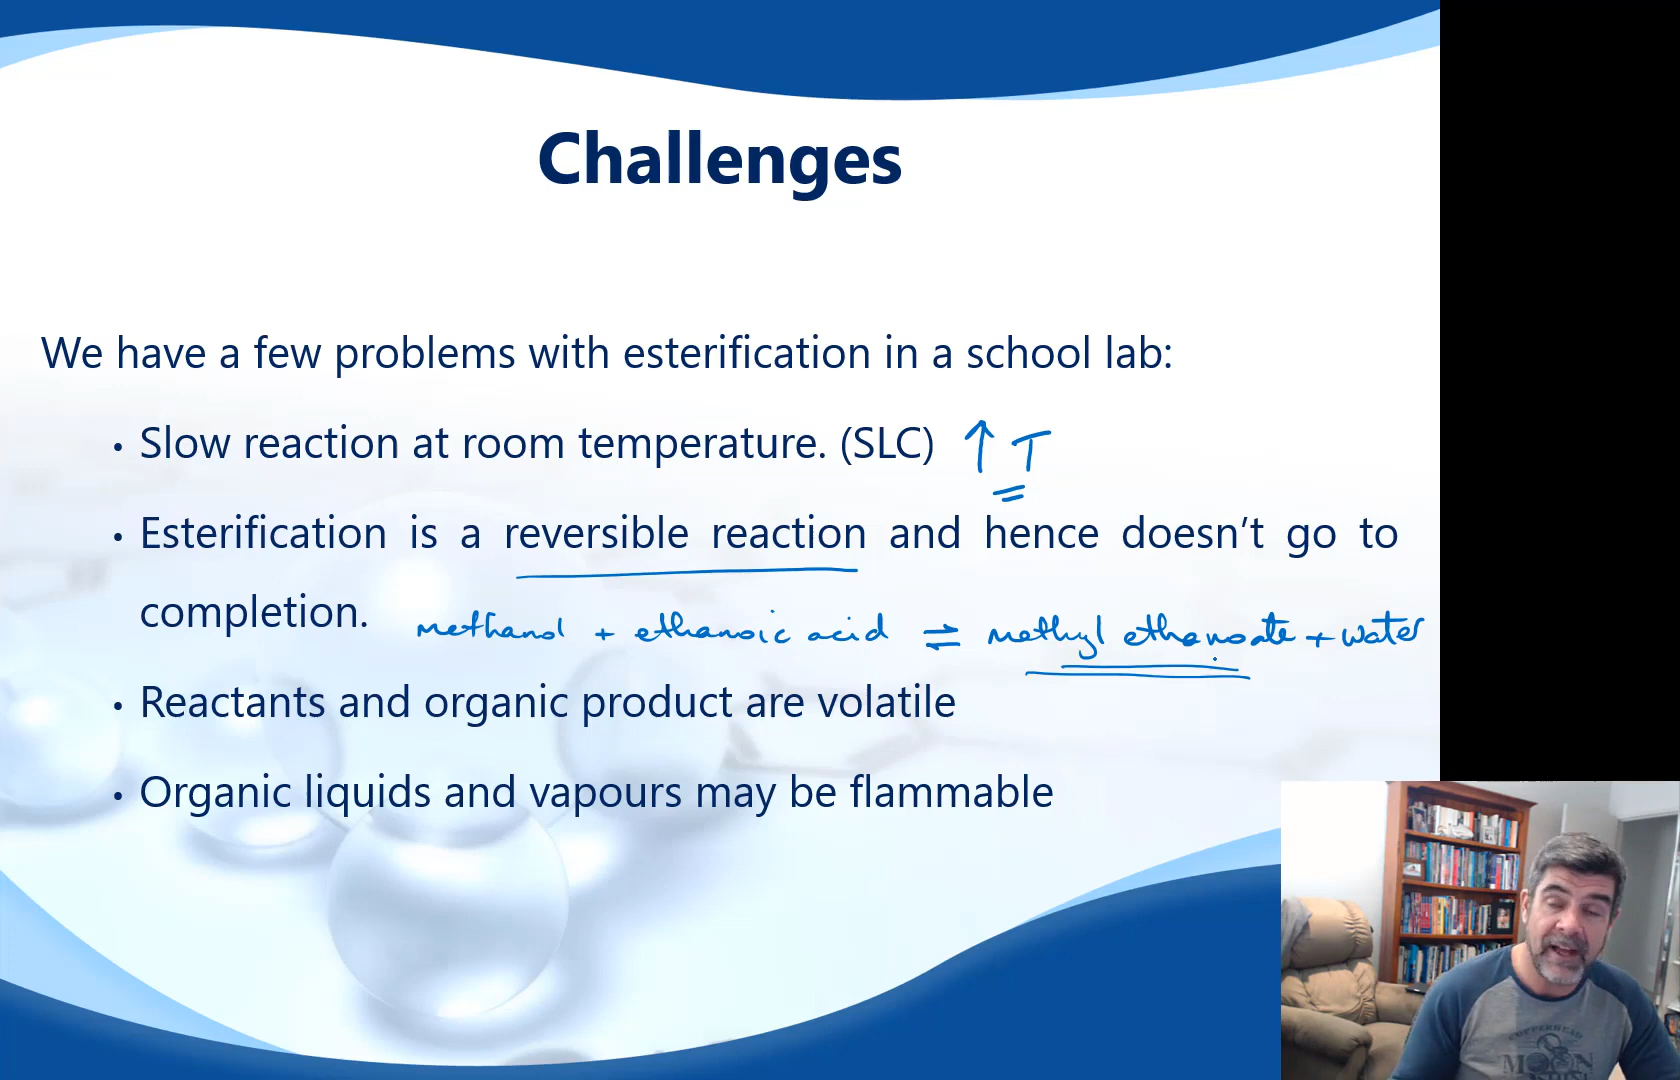 Challenges
We have a few problems with esterification in a school lab:
• Slow reaction at room temperature. (SLC) ↑ T
• Esterification is a reversible reaction and hence doesn’t go to
completion. methanol + ethanoic acid ⇌ methyl ethanoate + water
• Reactants and organic product are volatile
• Organic liquids and vapours may be flammable
MOON